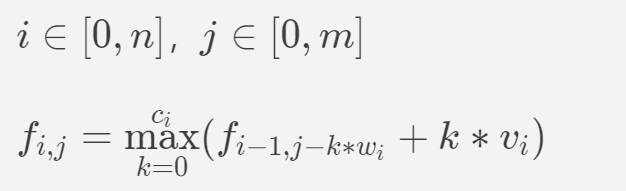 i ∈ [0, n], j ∈ [0, m]
f_{i,j} = \max_{k=0}^{c_i}(f_{i-1,j-k*w_i} + k * v_i)